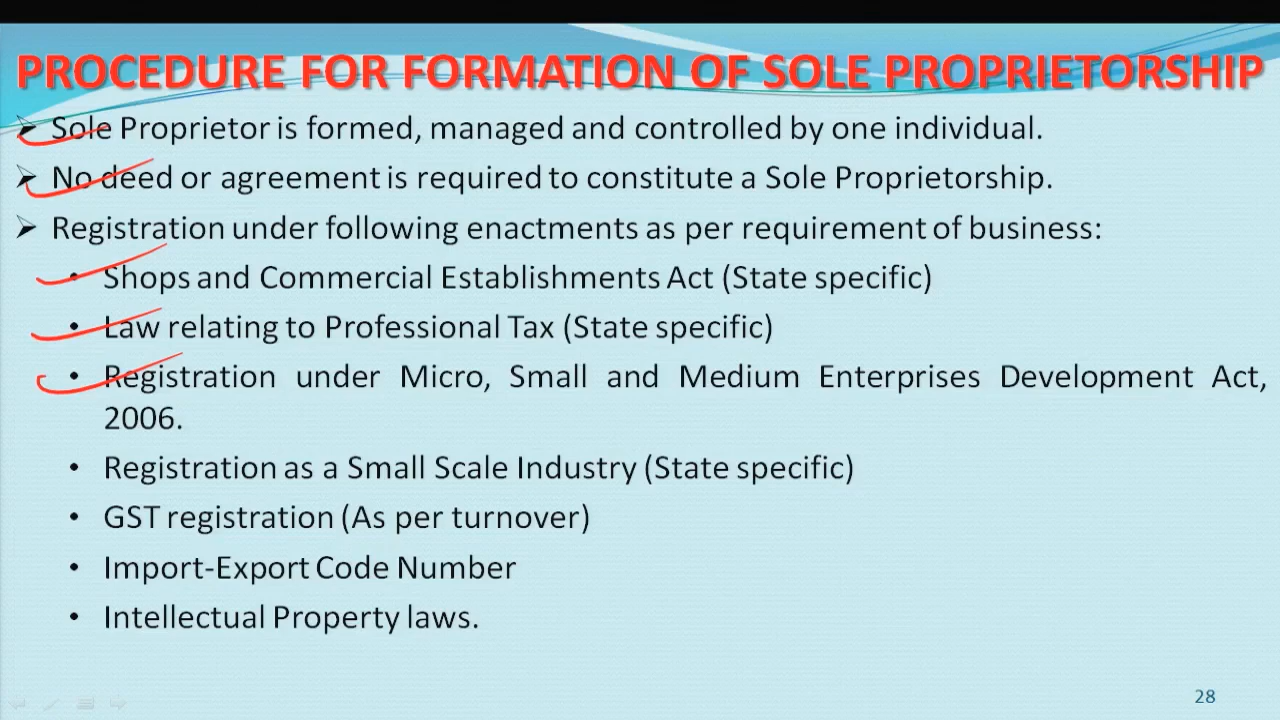 PROCEDURE FOR FORMATION OF SOLE PROPRIETORSHIP
➢ Sole Proprietor is formed, managed and controlled by one individual.
➢ No deed or agreement is required to constitute a Sole Proprietorship.
➢ Registration under following enactments as per requirement of business:
• Shops and Commercial Establishments Act (State specific)
• Law relating to Professional Tax (State specific)
• Registration under Micro, Small and Medium Enterprises Development Act,
2006.
• Registration as a Small Scale Industry (State specific)
• GST registration (As per turnover)
• Import-Export Code Number
• Intellectual Property laws.
28